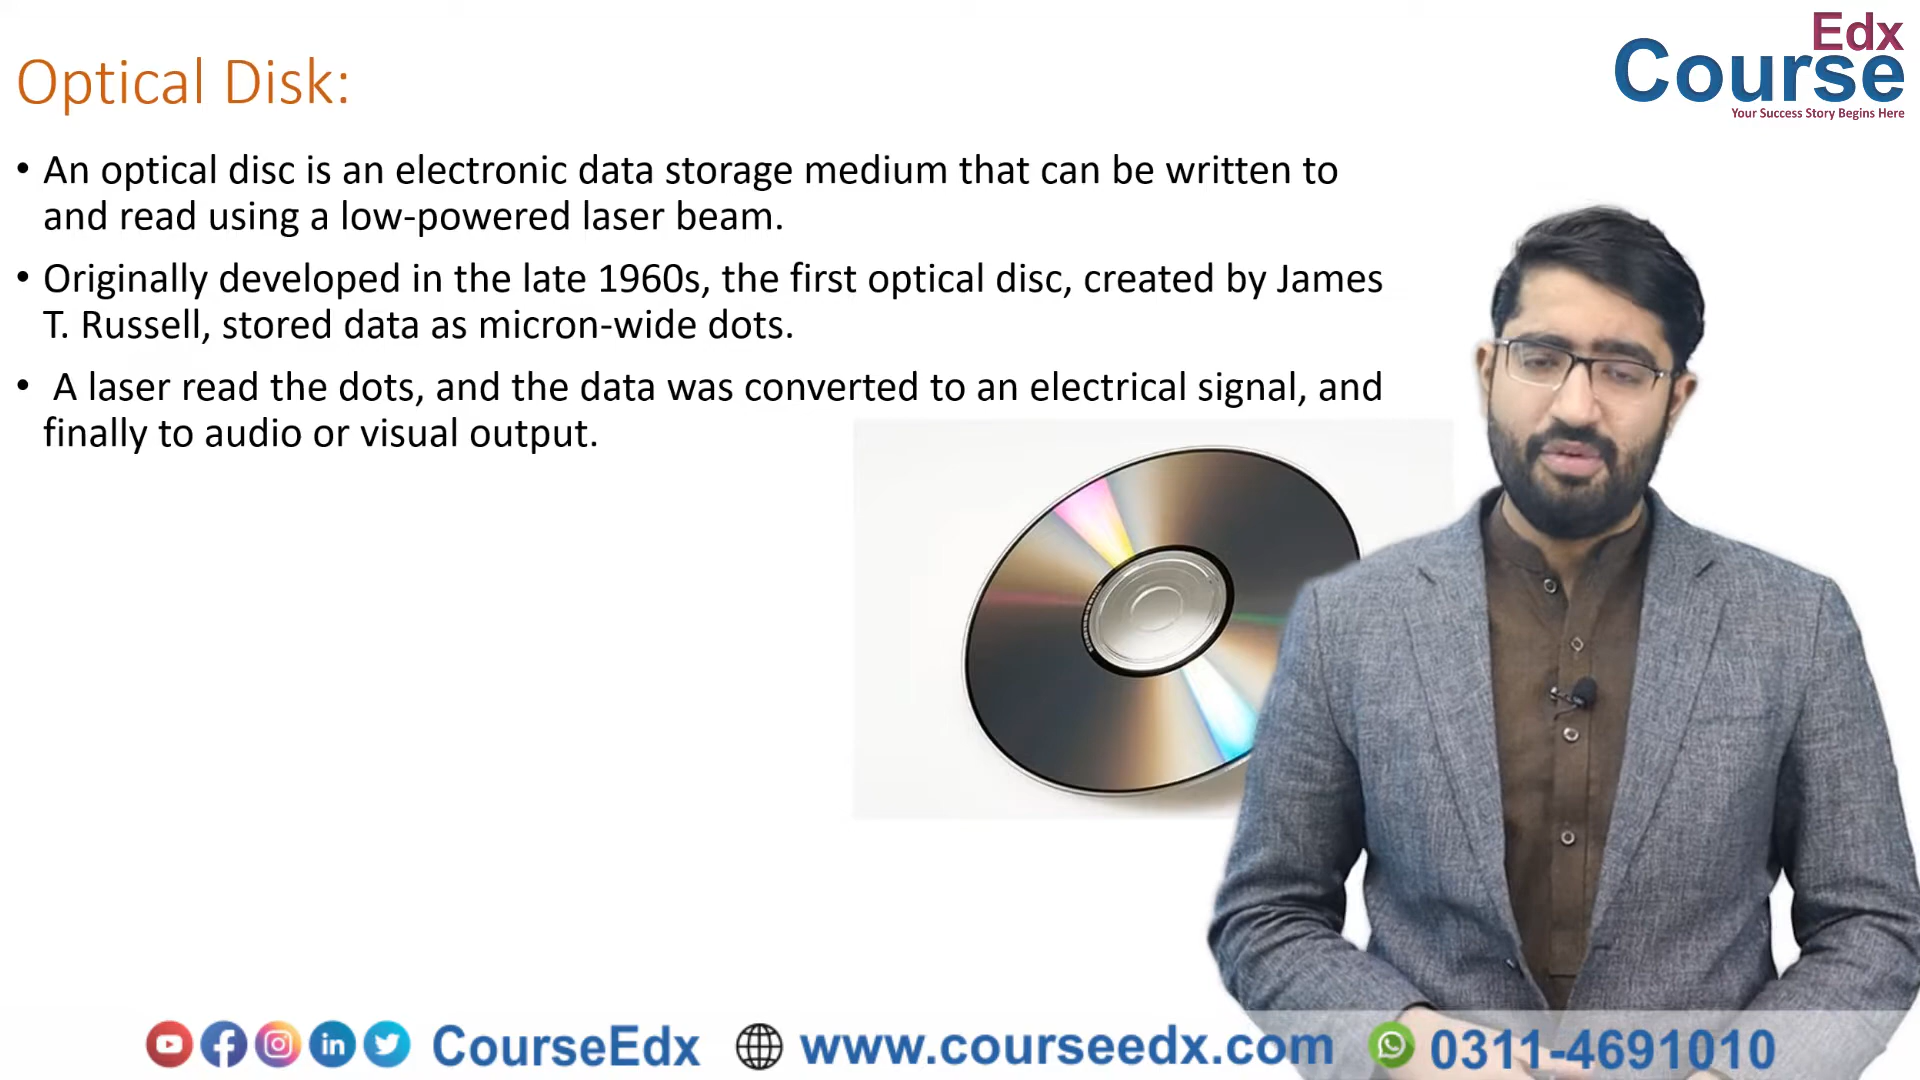 Optical Disk:
Edx
Course
Your Success Story Begins Here
• An optical disc is an electronic data storage medium that can be written to
and read using a low-powered laser beam.
• Originally developed in the late 1960s, the first optical disc, created by James
T. Russell, stored data as micron-wide dots.
• A laser read the dots, and the data was converted to an electrical signal, and
finally to audio or visual output.
CourseEdx www.courseedx.com 0311-4691010